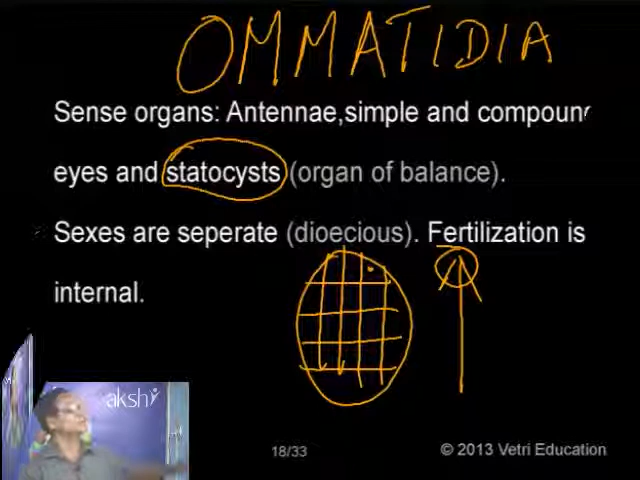 OMMATIDIA
Sense organs: Antennae,simple and compound
eyes and statocysts (organ of balance).
Sexes are seperate (dioecious). Fertilization is
internal.
akshi
18/33
© 2013 Vetri Education